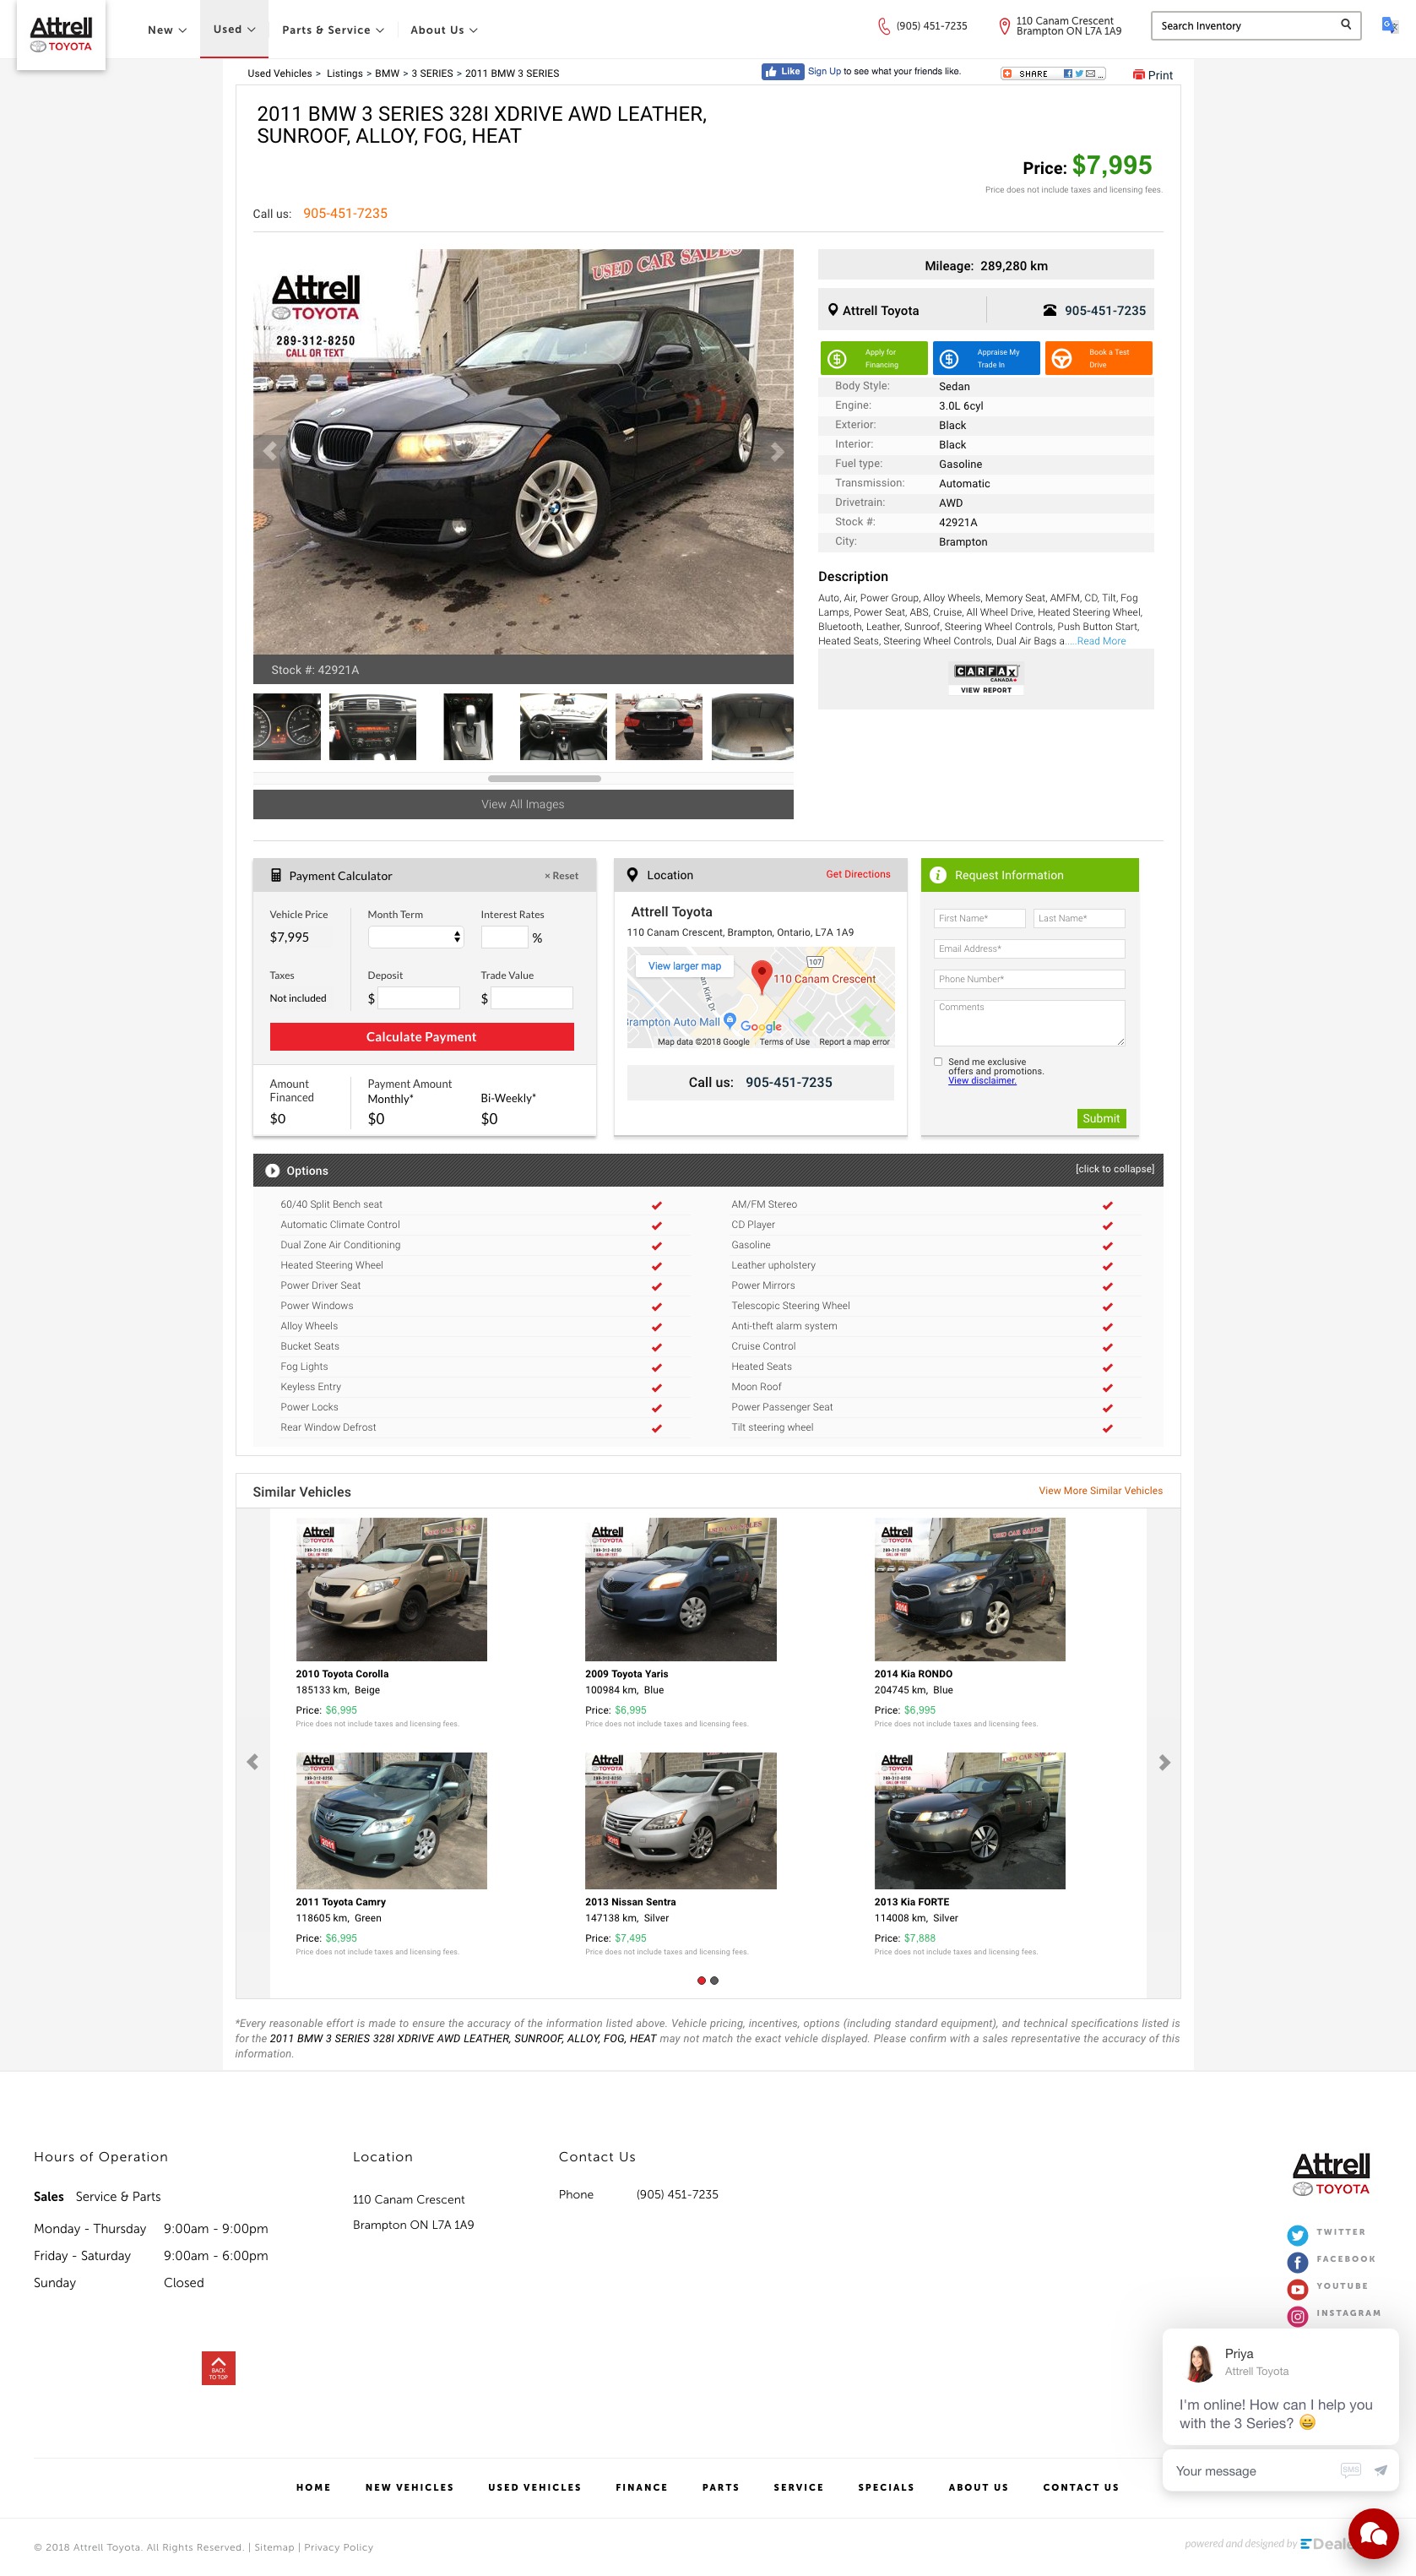 Attrell
TOYOTA
New
Used
Parts & Service
About Us
(905) 451-7235
110 Canam Crescent
Brampton ON L7A 1A9
Search Inventory
Used Vehicles > Listings > BMW > 3 SERIES > 2011 BMW 3 SERIES
Like Sign Up to see what your friends like.
SHARE
Print
2011 BMW 3 SERIES 328I XDRIVE AWD LEATHER,
SUNROOF, ALLOY, FOG, HEAT
Price: $7,995
Price does not include taxes and licensing fees.
Call us: 905-451-7235
USED CAR SALES
Attrell
TOYOTA
289-312-8250
CALL OR TEXT
Stock #: 42921A
View All Images
Mileage: 289,280 km
Attrell Toyota
905-451-7235
Apply for
Financing
Appraise My
Trade In
Book a Test
Drive
Body Style: Sedan
Engine: 3.0L 6cyl
Exterior: Black
Interior: Black
Fuel type: Gasoline
Transmission: Automatic
Drivetrain: AWD
Stock #: 42921A
City: Brampton
Description
Auto, Air, Power Group, Alloy Wheels, Memory Seat, AMFM, CD, Tilt, Fog
Lamps, Power Seat, ABS, Cruise, All Wheel Drive, Heated Steering Wheel,
Bluetooth, Leather, Sunroof, Steering Wheel Controls, Push Button Start,
Heated Seats, Steering Wheel Controls, Dual Air Bags a.....Read More
CARFAX
CANADA
VIEW REPORT
Payment Calculator
× Reset
Vehicle Price
$7,995
Month Term
Interest Rates
%
Taxes
Not included
Deposit
$
Trade Value
$
Calculate Payment
Amount
Financed
$0
Payment Amount
Monthly*
$0
Bi-Weekly*
$0
Location
Get Directions
Attrell Toyota
110 Canam Crescent, Brampton, Ontario, L7A 1A9
View larger map
107
110 Canam Crescent
an Kirk Dr
Brampton Auto Mall
Google
Map data ©2018 Google Terms of Use Report a map error
Call us: 905-451-7235
Request Information
First Name*
Last Name*
Email Address*
Phone Number*
Comments
Send me exclusive
offers and promotions.
View disclaimer.
Submit
Options
[click to collapse]
60/40 Split Bench seat
AM/FM Stereo
Automatic Climate Control
CD Player
Dual Zone Air Conditioning
Gasoline
Heated Steering Wheel
Leather upholstery
Power Driver Seat
Power Mirrors
Power Windows
Telescopic Steering Wheel
Alloy Wheels
Anti-theft alarm system
Bucket Seats
Cruise Control
Fog Lights
Heated Seats
Keyless Entry
Moon Roof
Power Locks
Power Passenger Seat
Rear Window Defrost
Tilt steering wheel
Similar Vehicles
View More Similar Vehicles
2010 Toyota Corolla
185133 km, Beige
Price: $6,995
Price does not include taxes and licensing fees.
2009 Toyota Yaris
100984 km, Blue
Price: $6,995
Price does not include taxes and licensing fees.
2014 Kia RONDO
204745 km, Blue
Price: $6,995
Price does not include taxes and licensing fees.
2011 Toyota Camry
118605 km, Green
Price: $6,995
Price does not include taxes and licensing fees.
2013 Nissan Sentra
147138 km, Silver
Price: $7,495
Price does not include taxes and licensing fees.
2013 Kia FORTE
114008 km, Silver
Price: $7,888
Price does not include taxes and licensing fees.
*Every reasonable effort is made to ensure the accuracy of the information listed above. Vehicle pricing, incentives, options (including standard equipment), and technical specifications listed is
for the 2011 BMW 3 SERIES 328I XDRIVE AWD LEATHER, SUNROOF, ALLOY, FOG, HEAT may not match the exact vehicle displayed. Please confirm with a sales representative the accuracy of this
information.
Hours of Operation
Sales Service & Parts
Monday - Thursday 9:00am - 9:00pm
Friday - Saturday 9:00am - 6:00pm
Sunday Closed
Location
110 Canam Crescent
Brampton ON L7A 1A9
Contact Us
Phone (905) 451-7235
Attrell
TOYOTA
TWITTER
FACEBOOK
YOUTUBE
INSTAGRAM
BACK
TO TOP
Priya
Attrell Toyota
I'm online! How can I help you
with the 3 Series? 😀
Your message
SMS
HOME NEW VEHICLES USED VEHICLES FINANCE PARTS SERVICE SPECIALS ABOUT US CONTACT US
© 2018 Attrell Toyota. All Rights Reserved. | Sitemap | Privacy Policy
powered and designed by EDeale